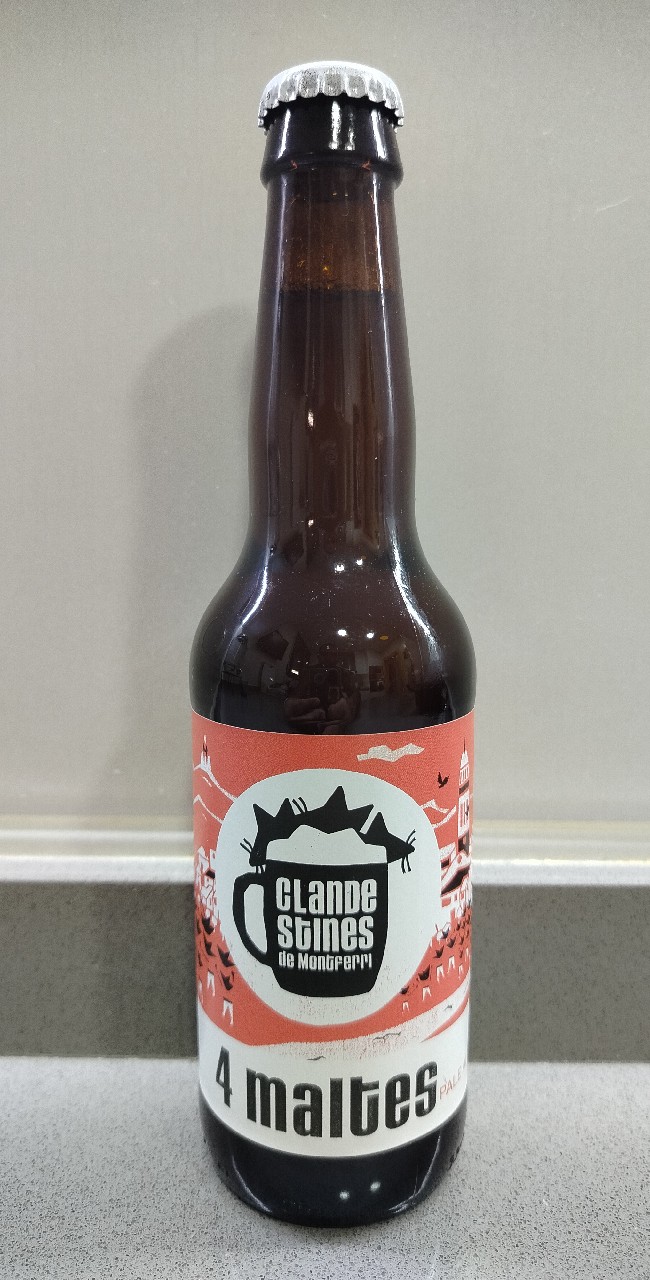 CLANDE
STINES
de Montferri
4 maltes
PALE